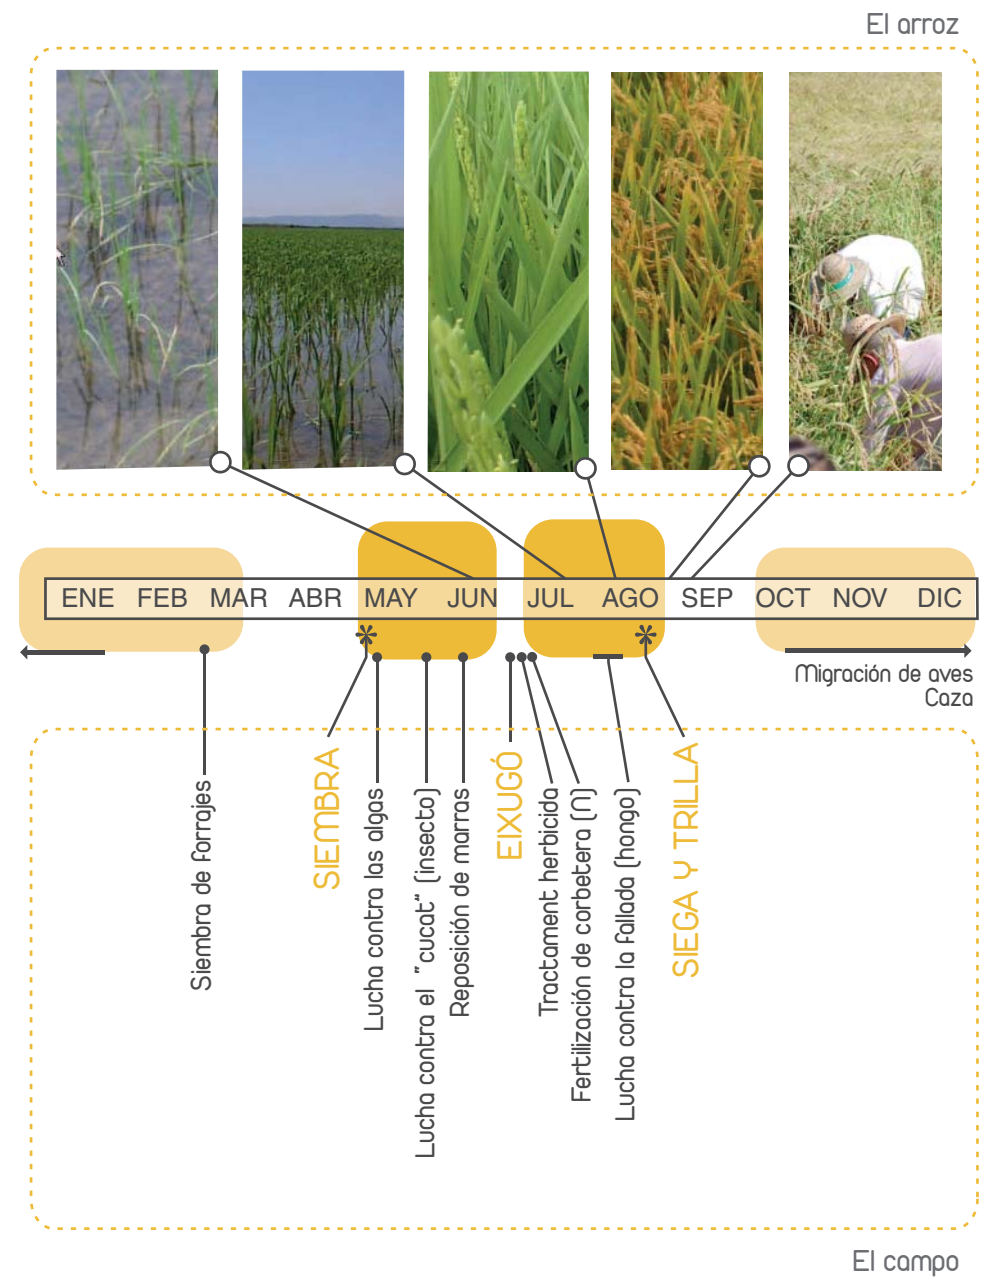 El arroz
ENE FEB MAR ABR MAY JUN JUL AGO SEP OCT NOV DIC
Migración de aves
Caza
Siembra de forrajes
SIEMBRA
Lucha contra las algas
Lucha contra el "cucat" (insecto)
Reposición de marras
EIXUGÓ
Tractament herbicida
Fertilización de corbetera (N)
Lucha contra la fallada (hongo)
SIEGA Y TRILLA
El campo